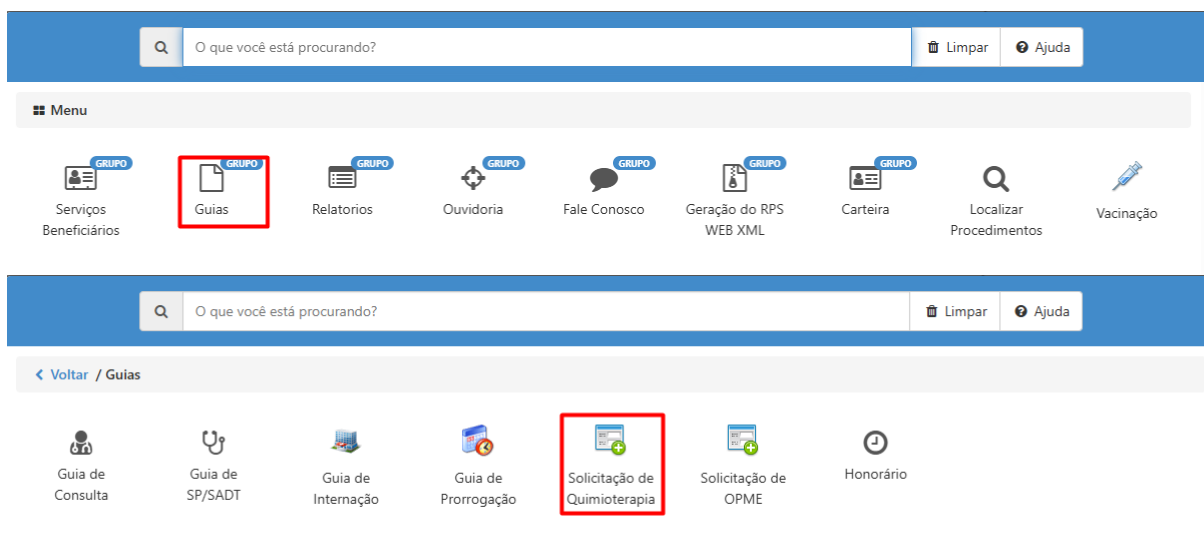 O que você está procurando?
Limpar
Ajuda
Menu
GRUPO
GRUPO
GRUPO
GRUPO
GRUPO
GRUPO
GRUPO
Serviços
Beneficiários
Guias
Relatorios
Ouvidoria
Fale Conosco
Geração do RPS
WEB XML
Carteira
Localizar
Procedimentos
Vacinação
O que você está procurando?
Limpar
Ajuda
Voltar / Guias
Guia de
Consulta
Guia de
SP/SADT
Guia de
Internação
Guia de
Prorrogação
Solicitação de
Quimioterapia
Solicitação de
OPME
Honorário